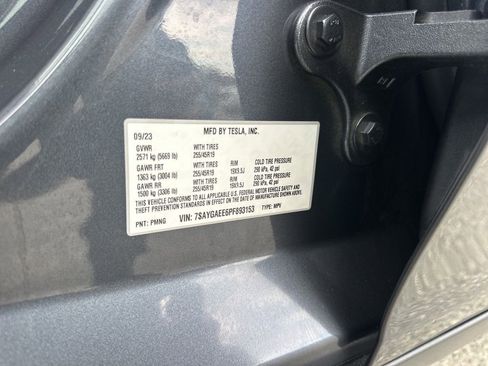 09/23 MFD BY TESLA, INC.
GVWR WITH TIRES
2571 kg (5668 lb) 255/45R19
GAWR FRT WITH TIRES RIM COLD TIRE PRESSURE
1363 kg (3004 lb) 255/45R19 19X9.5J 290 kPa, 42 psi
GAWR RR WITH TIRES RIM COLD TIRE PRESSURE
1500 kg (3306 lb) 255/45R19 19X9.5J 290 kPa, 42 psi
THIS VEHICLE CONFORMS TO ALL APPLICABLE U.S. FEDERAL MOTOR VEHICLE SAFETY AND
THEFT PREVENTION STANDARDS IN EFFECT ON THE DATE OF MANUFACTURE SHOWN ABOVE.
VIN: 7SAYGAEE6PF893153
PNT: PMNG TYPE: MPV